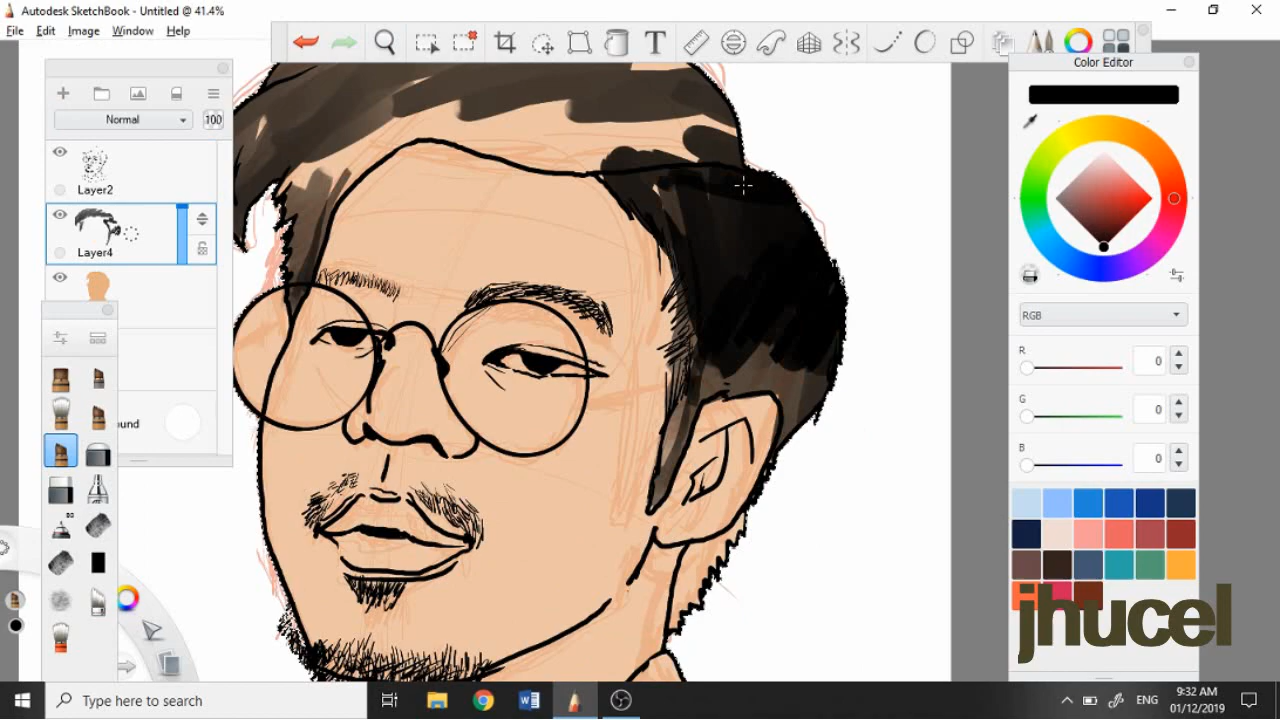 Autodesk SketchBook - Untitled @ 41.4%
File Edit Image Window Help
T
Color Editor
Normal
100
Layer2
Layer4
ound
RGB
R
0
G
0
B
0
jhucel
Type here to search
W
ENG
9:32 AM
01/12/2019